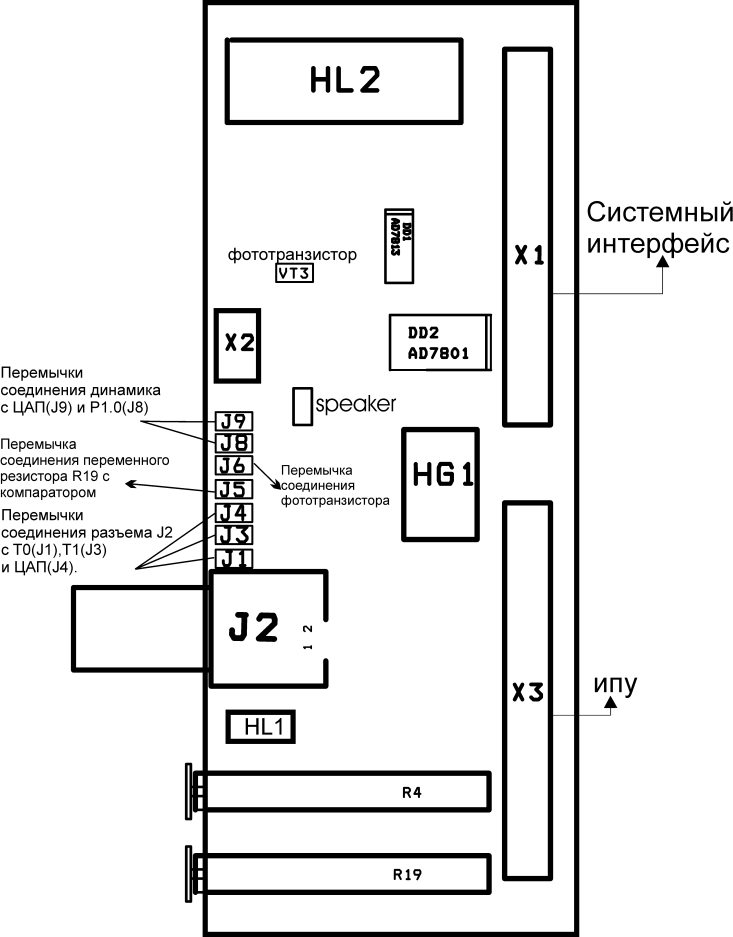 HL2
Системный
интерфейс
X1
DD1
AD7813
фототранзистор
VT3
X2
DD2
AD7801
Перемычки
соединения динамика
с ЦАП(J9) и P1.0(J8)
speaker
J9
J8
Перемычка
соединения переменного
резистора R19 с
компаратором
J6
J5
Перемычка
соединения
фототранзистора
HG1
Перемычки
соединения разъема J2
с T0(J1),T1(J3)
и ЦАП(J4).
J4
J3
J1
J2
1 2
X3
ипу
HL1
R4
R19